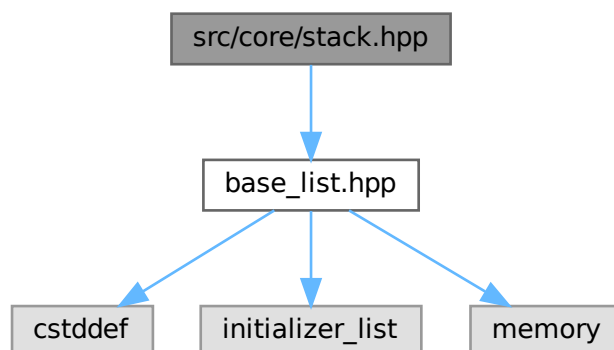 src/core/stack.hpp
base_list.hpp
cstddef
initializer_list
memory